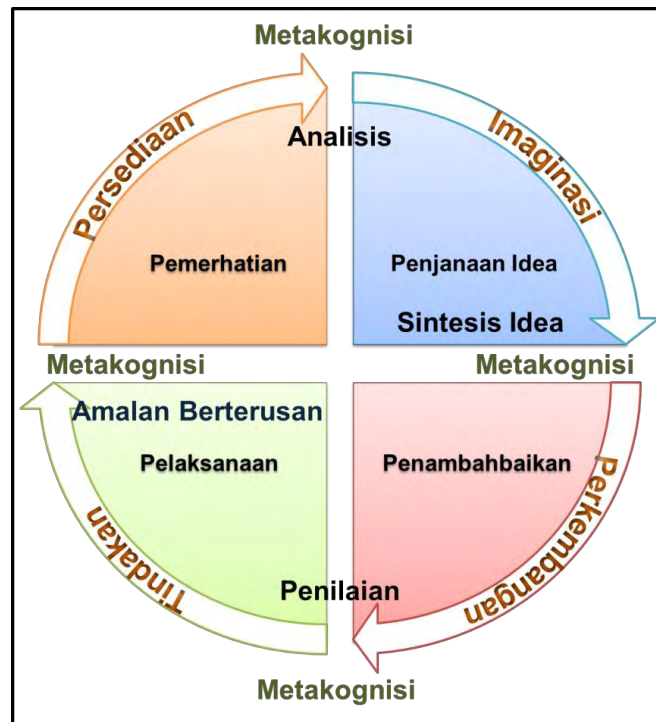 Metakognisi
Persediaan
Analisis
Imaginasi
Pemerhatian
Penjanaan Idea
Sintesis Idea
Metakognisi
Metakognisi
Amalan Berterusan
Pelaksanaan
Penambahbaikan
Tindakan
Penilaian
Perkembangan
Metakognisi